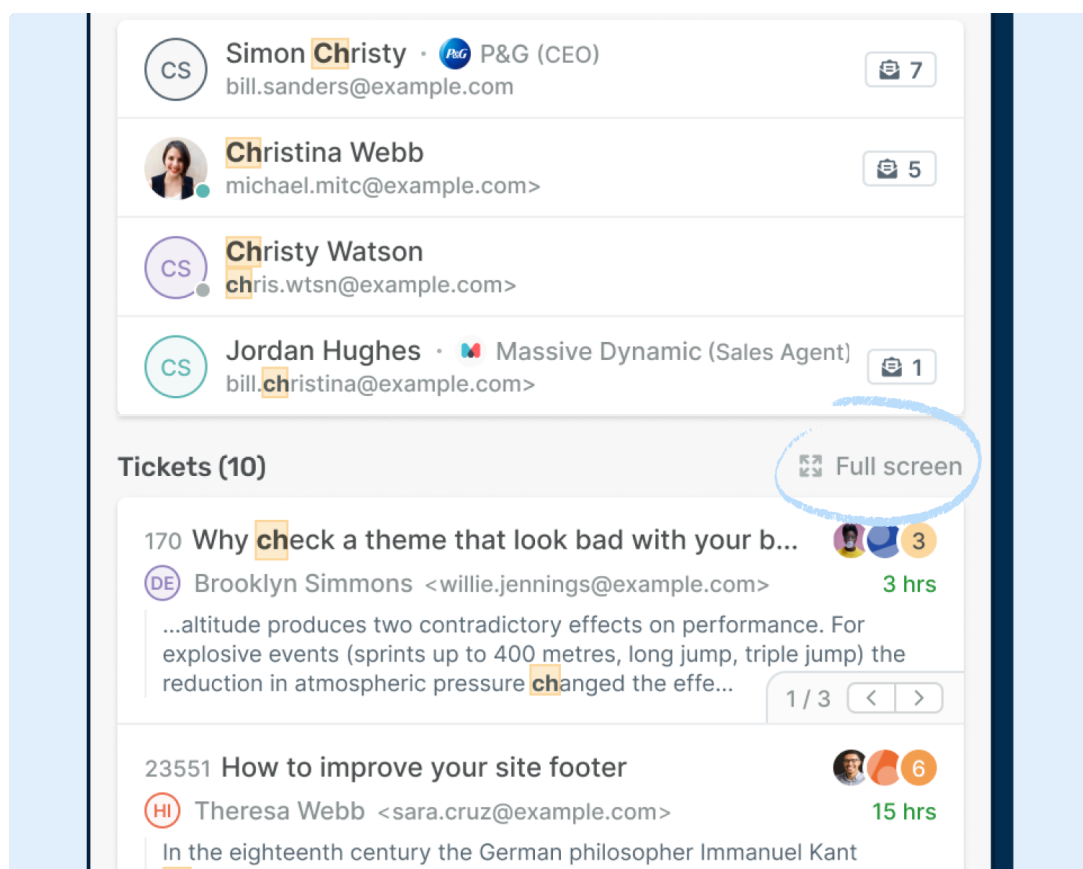 CS
Simon Christy · P&G P&G (CEO)
bill.sanders@example.com
7
Christina Webb
michael.mitc@example.com>
5
CS
Christy Watson
chris.wtsn@example.com>
CS
Jordan Hughes · Massive Dynamic (Sales Agent)
bill.christina@example.com>
1
Tickets (10)
Full screen
170 Why check a theme that look bad with your b...
3
DE Brooklyn Simmons <willie.jennings@example.com>
3 hrs
...altitude produces two contradictory effects on performance. For
explosive events (sprints up to 400 metres, long jump, triple jump) the
reduction in atmospheric pressure changed the effe...
1 / 3
23551 How to improve your site footer
6
HI Theresa Webb <sara.cruz@example.com>
15 hrs
In the eighteenth century the German philosopher Immanuel Kant